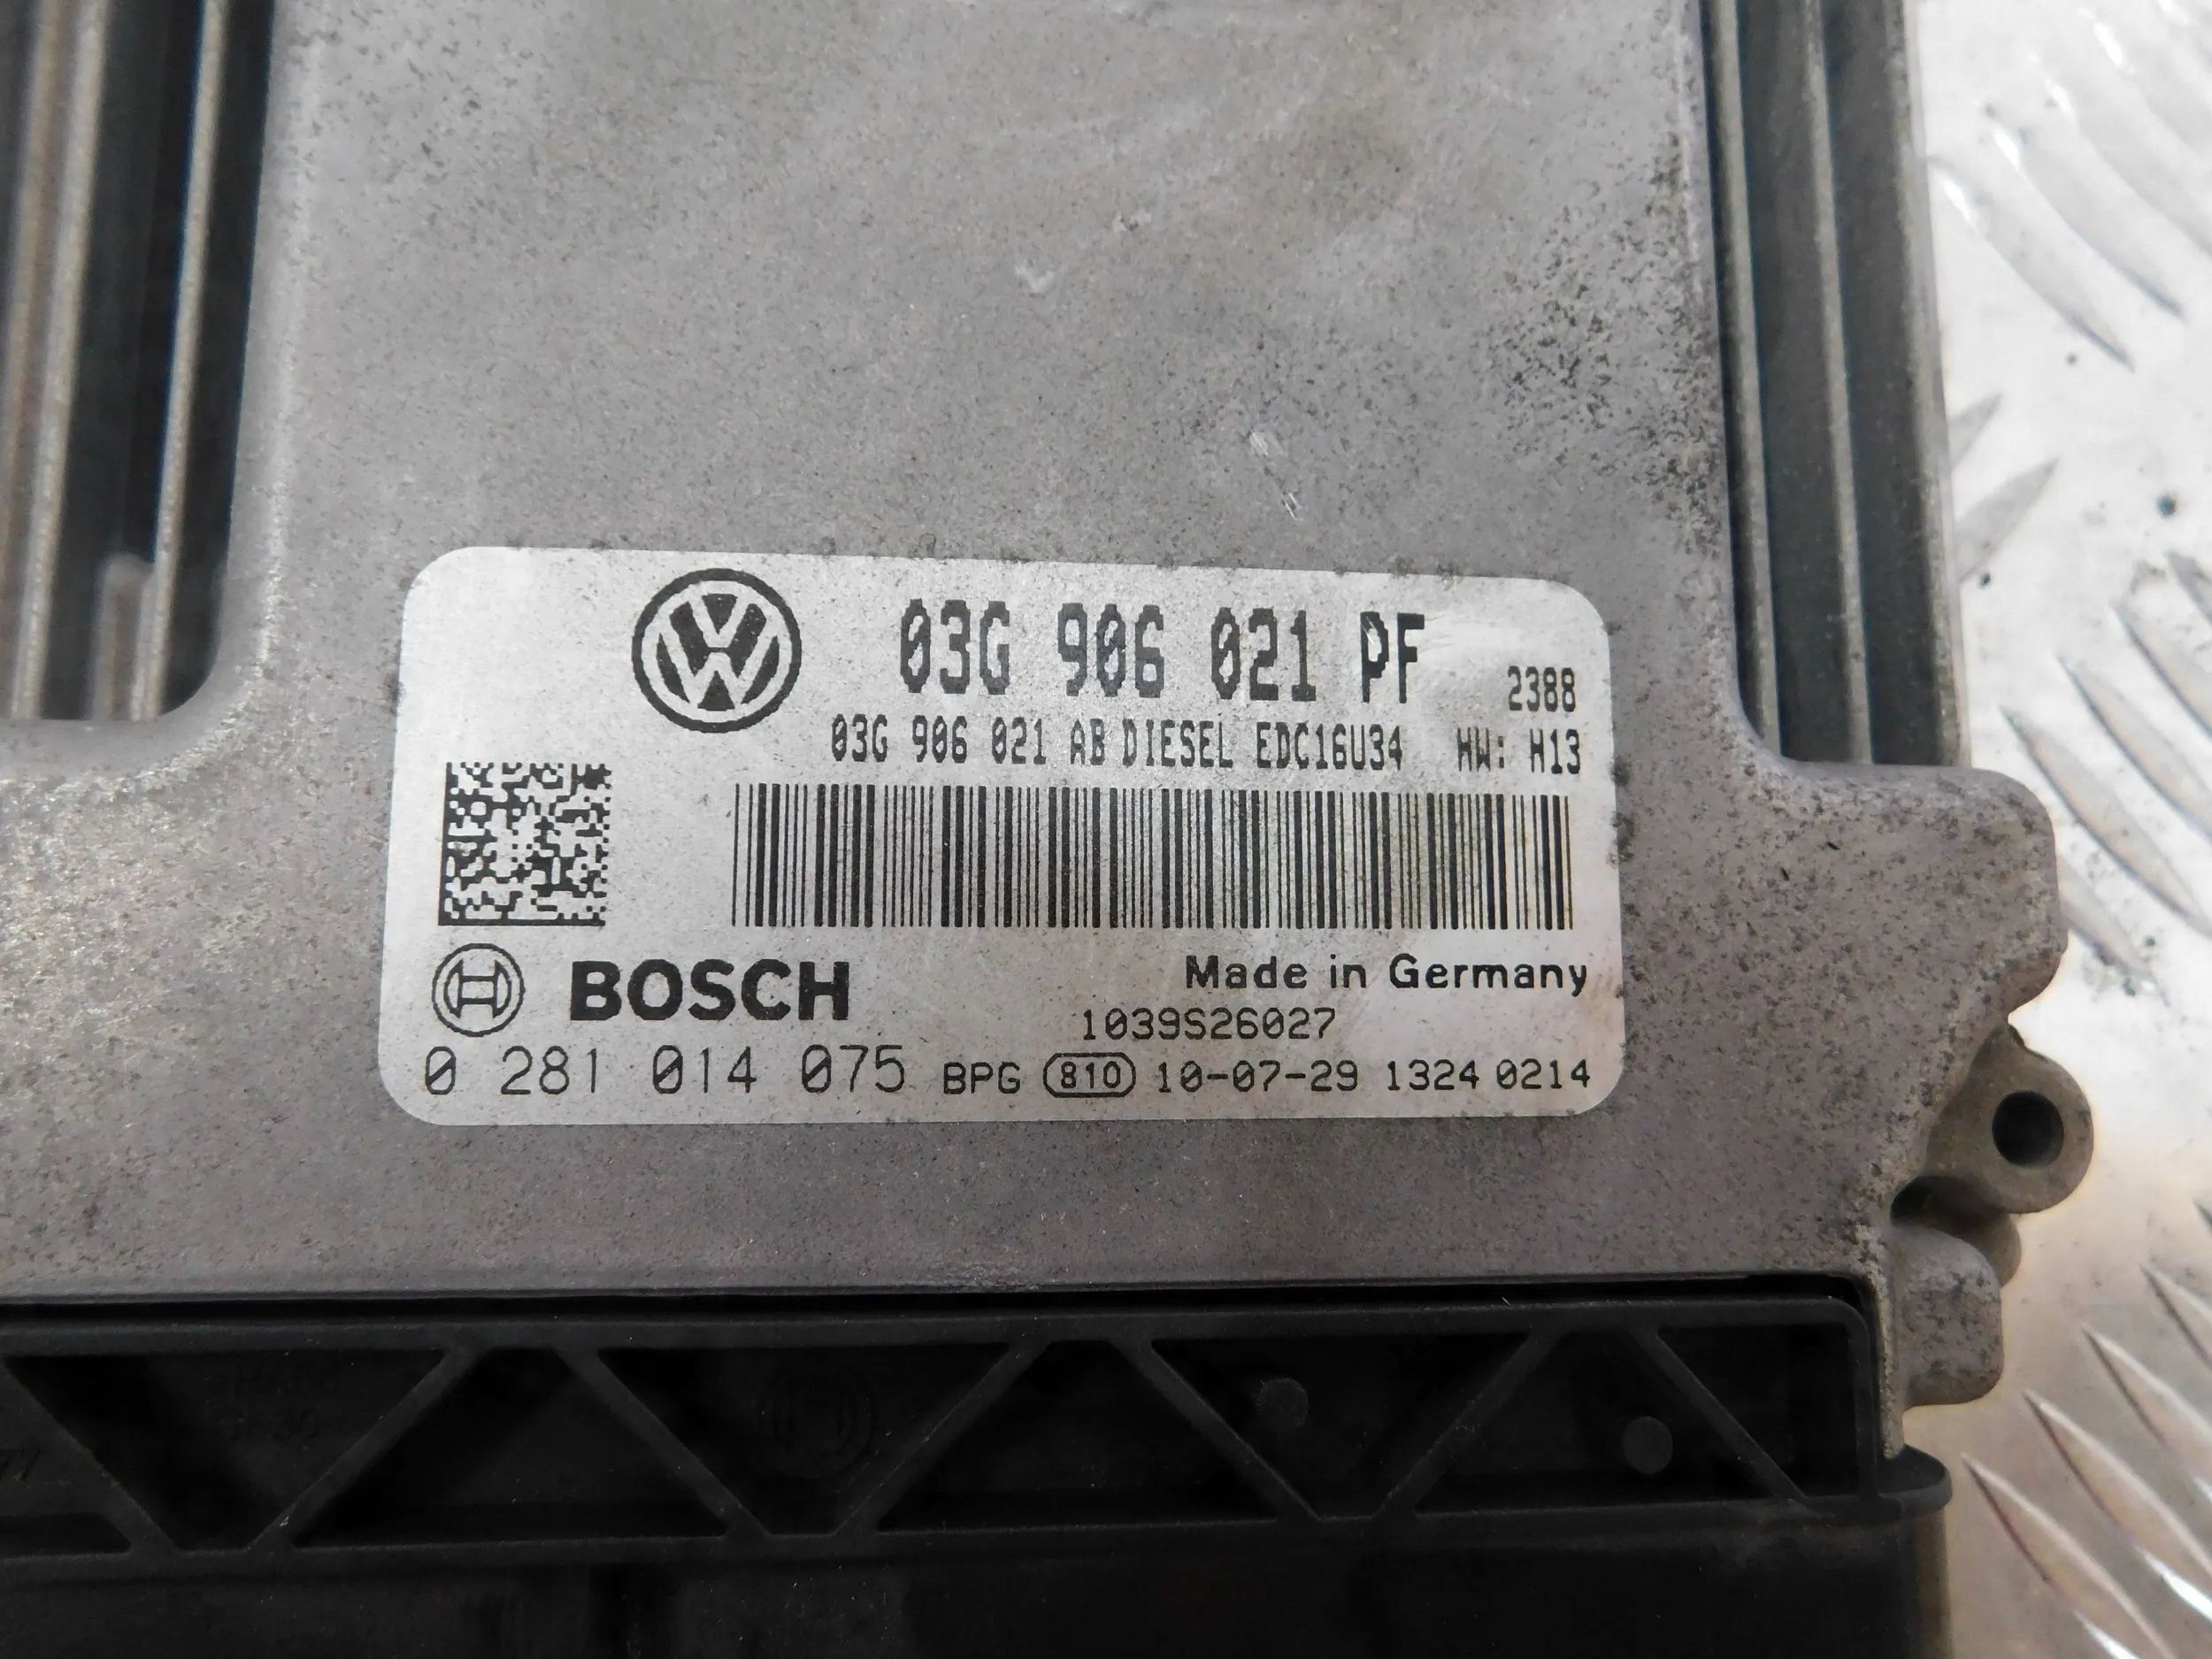 03G 906 021 PF 2388
03G 906 021 AB DIESEL EDC16U34 HW: H13
BOSCH
Made in Germany
1039S26027
0 281 014 075 BPG 810 10-07-29 1324 0214